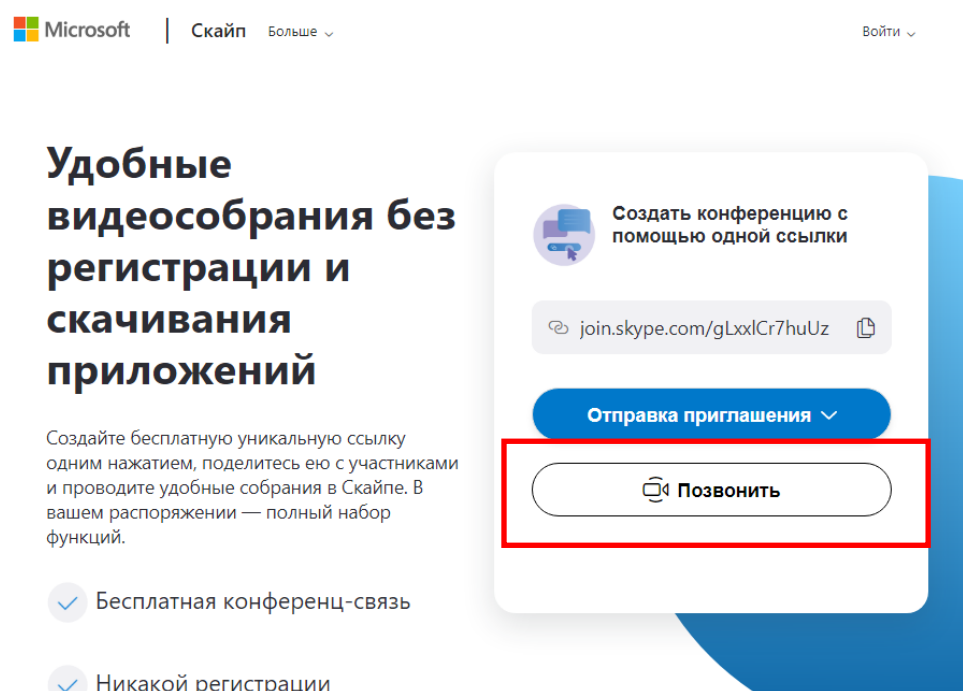 Microsoft | Скайп Больше Войти
Удобные
видеособрания без
регистрации и
скачивания
приложений
Создайте бесплатную уникальную ссылку
одним нажатием, поделитесь ею с участниками
и проводите удобные собрания в Скайпе. В
вашем распоряжении — полный набор
функций.
Бесплатная конференц-связь
Никакой регистрации
Создать конференцию с
помощью одной ссылки
join.skype.com/gLxxlCr7huUz
Отправка приглашения
Позвонить